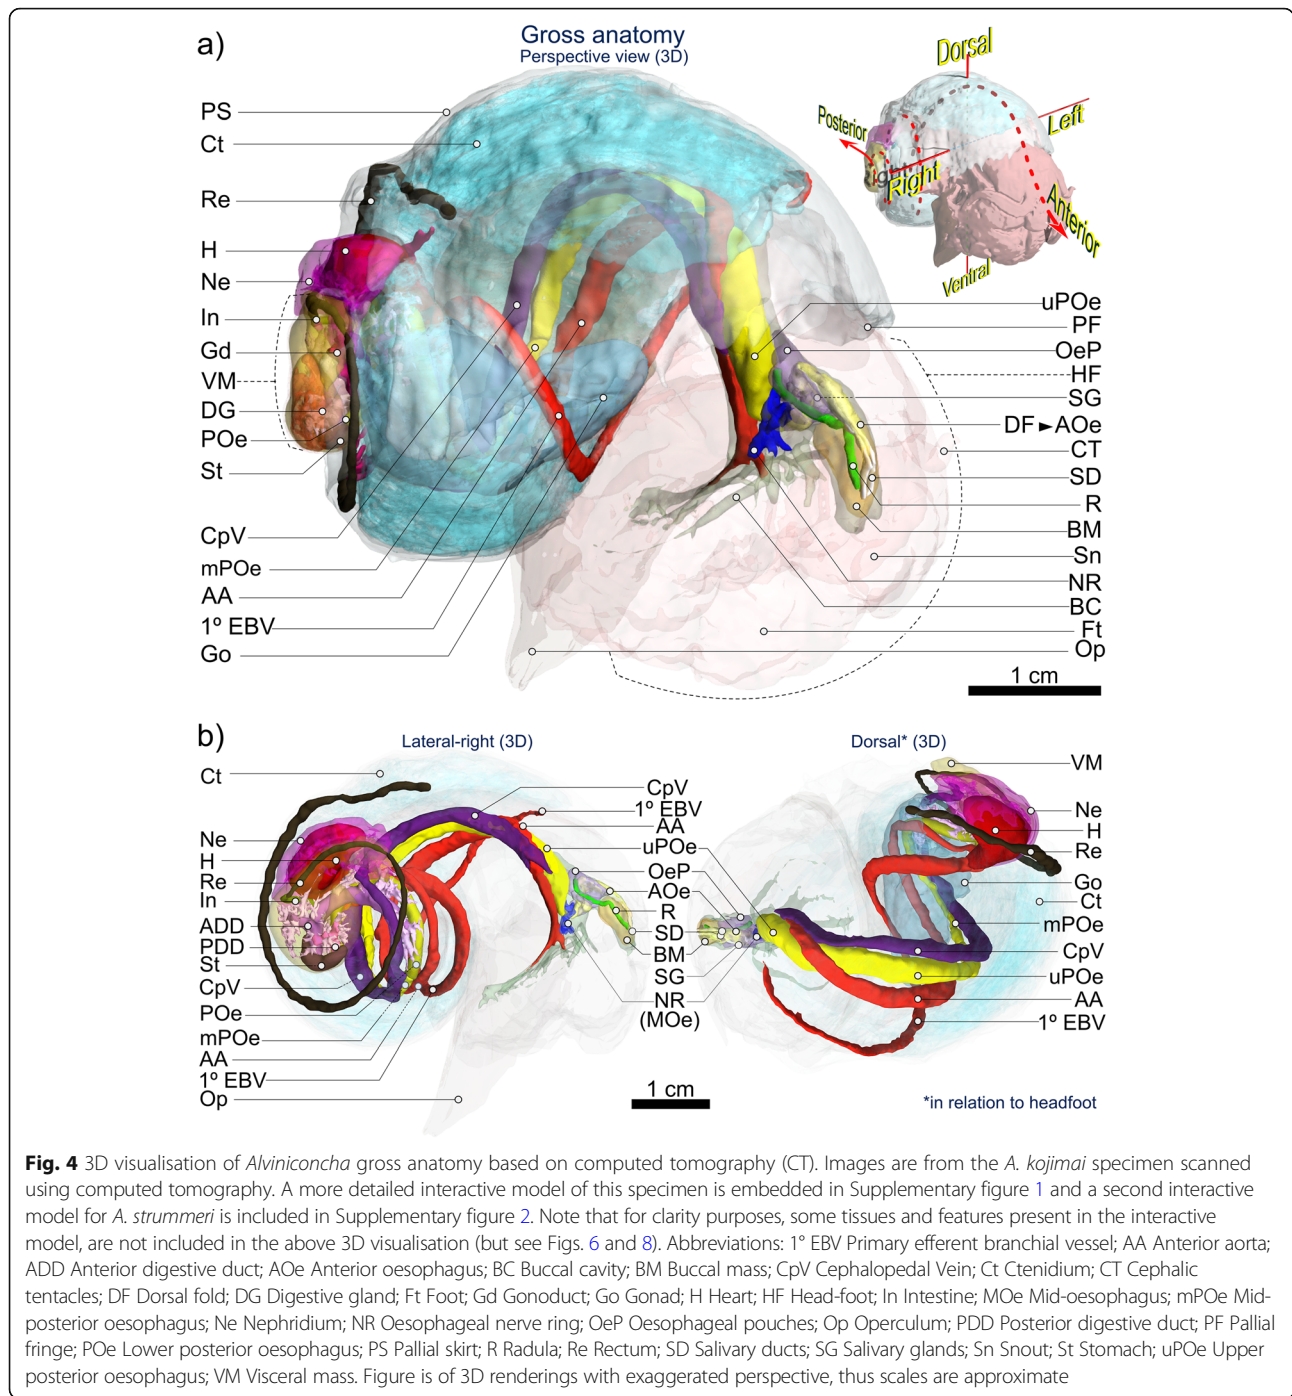 a)
Gross anatomy
Perspective view (3D)
Dorsal
Left
Posterior
Right
Anterior
Ventral
PS
Ct
Re
H
Ne
In
Gd
VM
DG
POe
St
CpV
mPOe
AA
1º EBV
Go
uPOe
PF
OeP
HF
SG
DF ► AOe
CT
SD
R
BM
Sn
NR
BC
Ft
Op
1 cm
b)
Lateral-right (3D)
Ct
Ne
H
Re
In
ADD
PDD
St
CpV
POe
mPOe
AA
1º EBV
Op
CpV
1º EBV
AA
uPOe
OeP
AOe
R
SD
BM
SG
NR
(MOe)
1 cm
Dorsal* (3D)
VM
Ne
H
Re
Go
Ct
mPOe
CpV
uPOe
AA
1º EBV
*in relation to headfoot
Fig. 4 3D visualisation of Alviniconcha gross anatomy based on computed tomography (CT). Images are from the A. kojimai specimen scanned
using computed tomography. A more detailed interactive model of this specimen is embedded in Supplementary figure 1 and a second interactive
model for A. strummeri is included in Supplementary figure 2. Note that for clarity purposes, some tissues and features present in the interactive
model, are not included in the above 3D visualisation (but see Figs. 6 and 8). Abbreviations: 1° EBV Primary efferent branchial vessel; AA Anterior aorta;
ADD Anterior digestive duct; AOe Anterior oesophagus; BC Buccal cavity; BM Buccal mass; CpV Cephalopedal Vein; Ct Ctenidium; CT Cephalic
tentacles; DF Dorsal fold; DG Digestive gland; Ft Foot; Gd Gonoduct; Go Gonad; H Heart; HF Head-foot; In Intestine; MOe Mid-oesophagus; mPOe Mid-
posterior oesophagus; Ne Nephridium; NR Oesophageal nerve ring; OeP Oesophageal pouches; Op Operculum; PDD Posterior digestive duct; PF Pallial
fringe; POe Lower posterior oesophagus; PS Pallial skirt; R Radula; Re Rectum; SD Salivary ducts; SG Salivary glands; Sn Snout; St Stomach; uPOe Upper
posterior oesophagus; VM Visceral mass. Figure is of 3D renderings with exaggerated perspective, thus scales are approximate